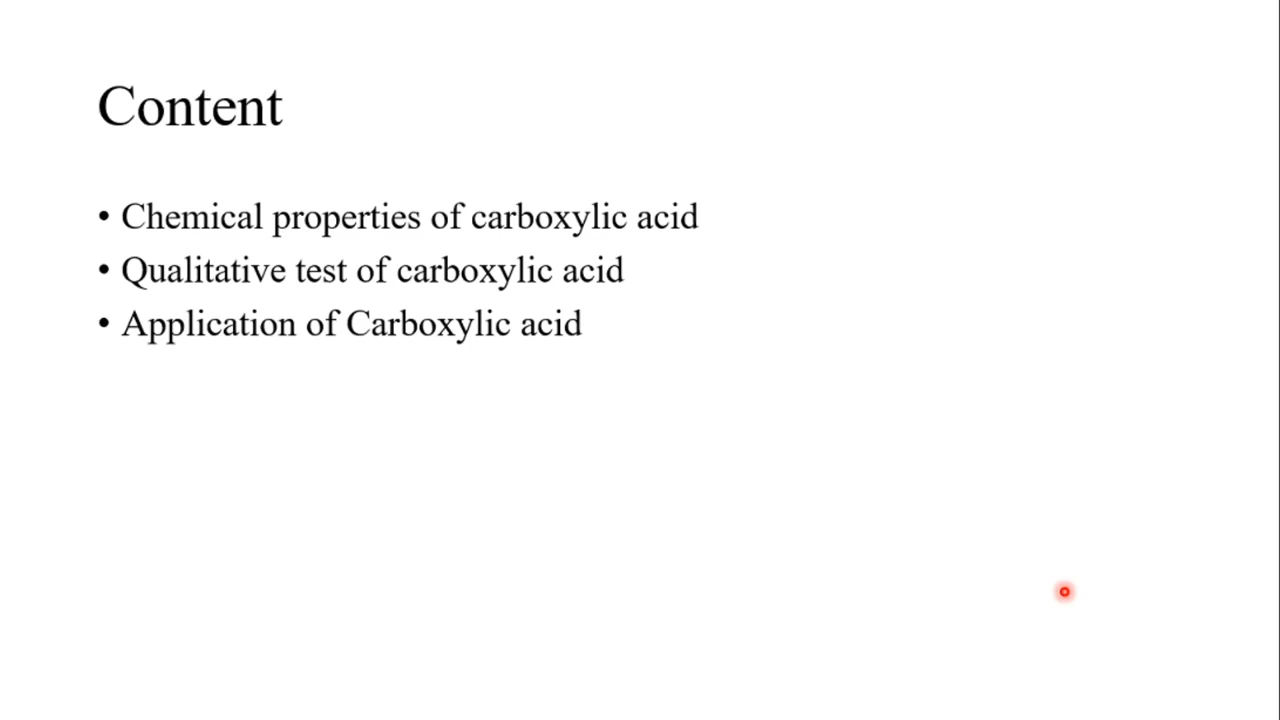 Content
• Chemical properties of carboxylic acid
• Qualitative test of carboxylic acid
• Application of Carboxylic acid